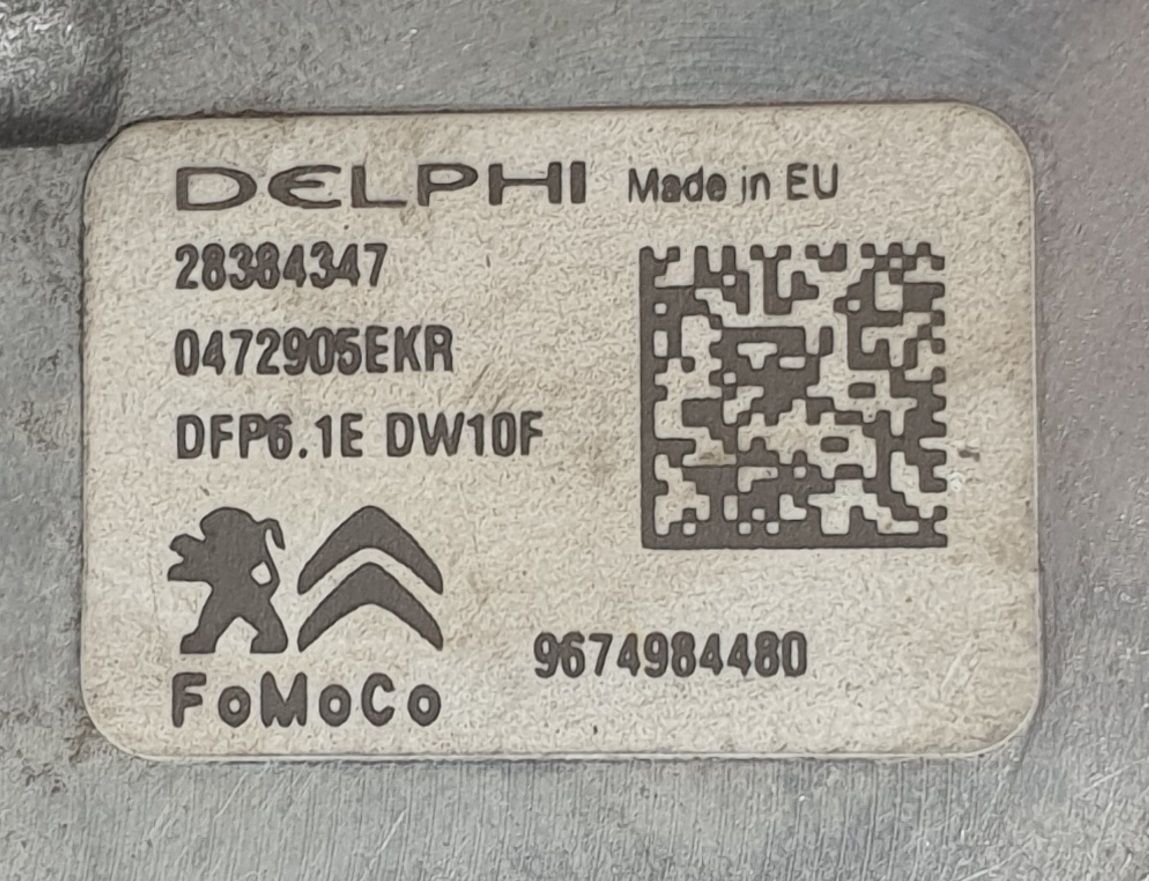 DELPHI Made in EU
28384347
0472905EKR
DFP6.1E DW10F
9674984480
FoMoCo